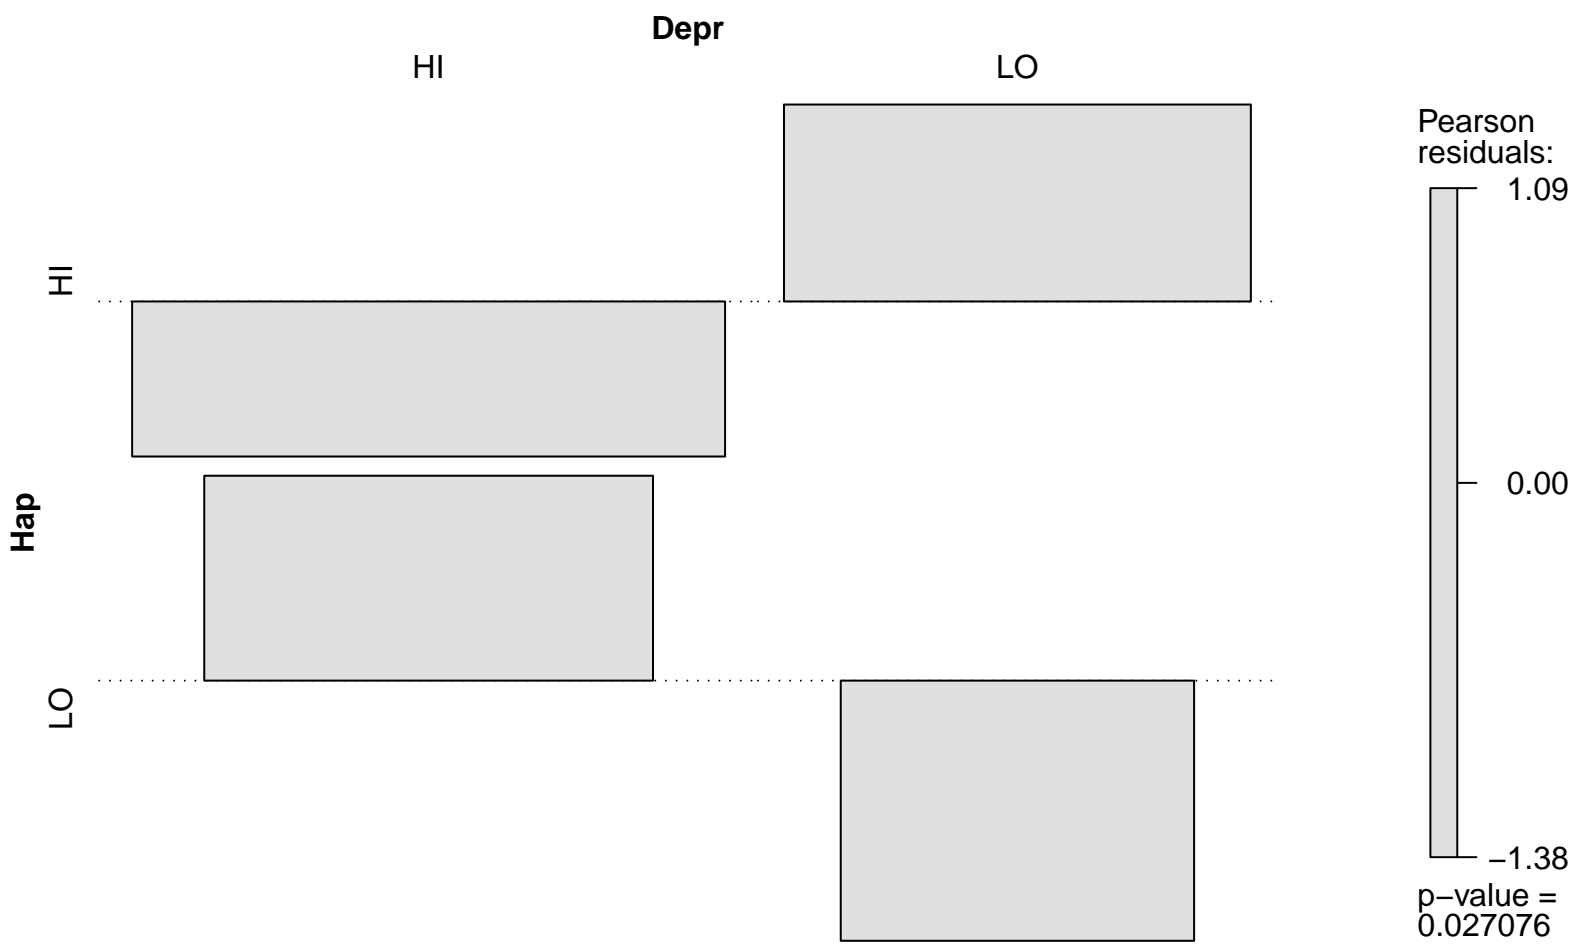 Depr
HI
LO
Hap
HI
LO
Pearson
residuals:
1.09
0.00
−1.38
p−value =
0.027076